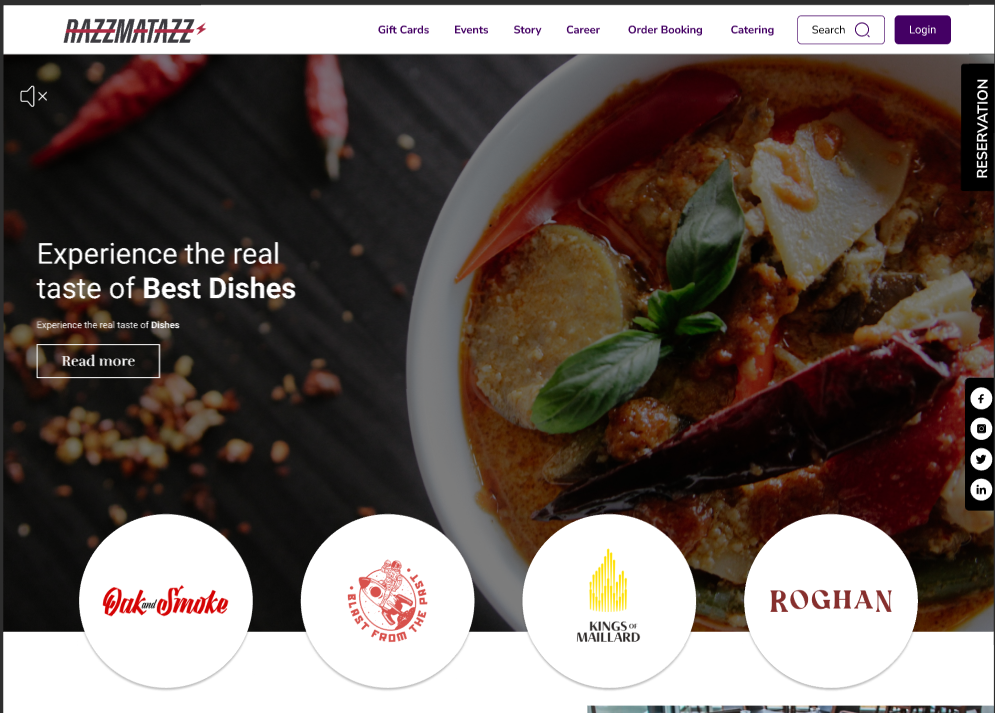 RAZZMATAZZ
Gift Cards
Events
Story
Career
Order Booking
Catering
Search
Login
RESERVATION
Experience the real
taste of Best Dishes
Experience the real taste of Dishes
Read more
Oak and Smoke
BLAST FROM THE PAST
KINGS OF
MAILLARD
ROGHAN